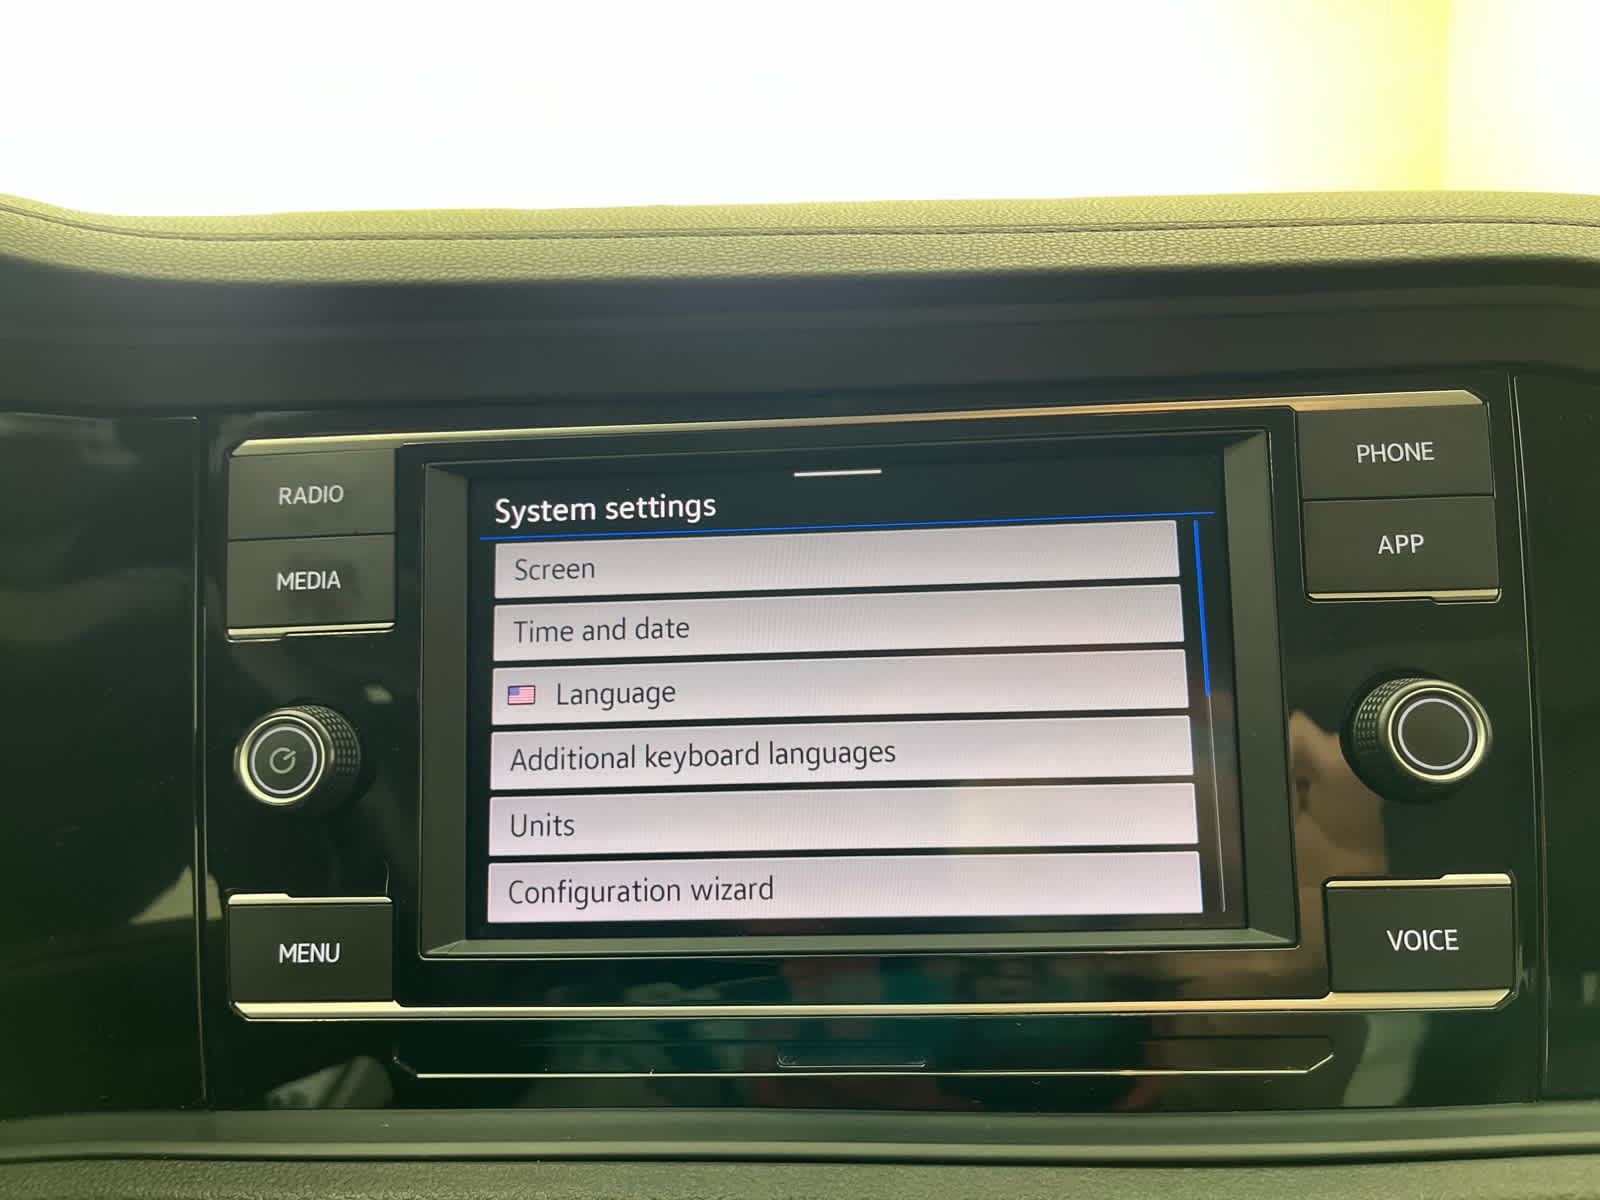 RADIO
MEDIA
MENU
System settings
Screen
Time and date
Language
Additional keyboard languages
Units
Configuration wizard
PHONE
APP
VOICE